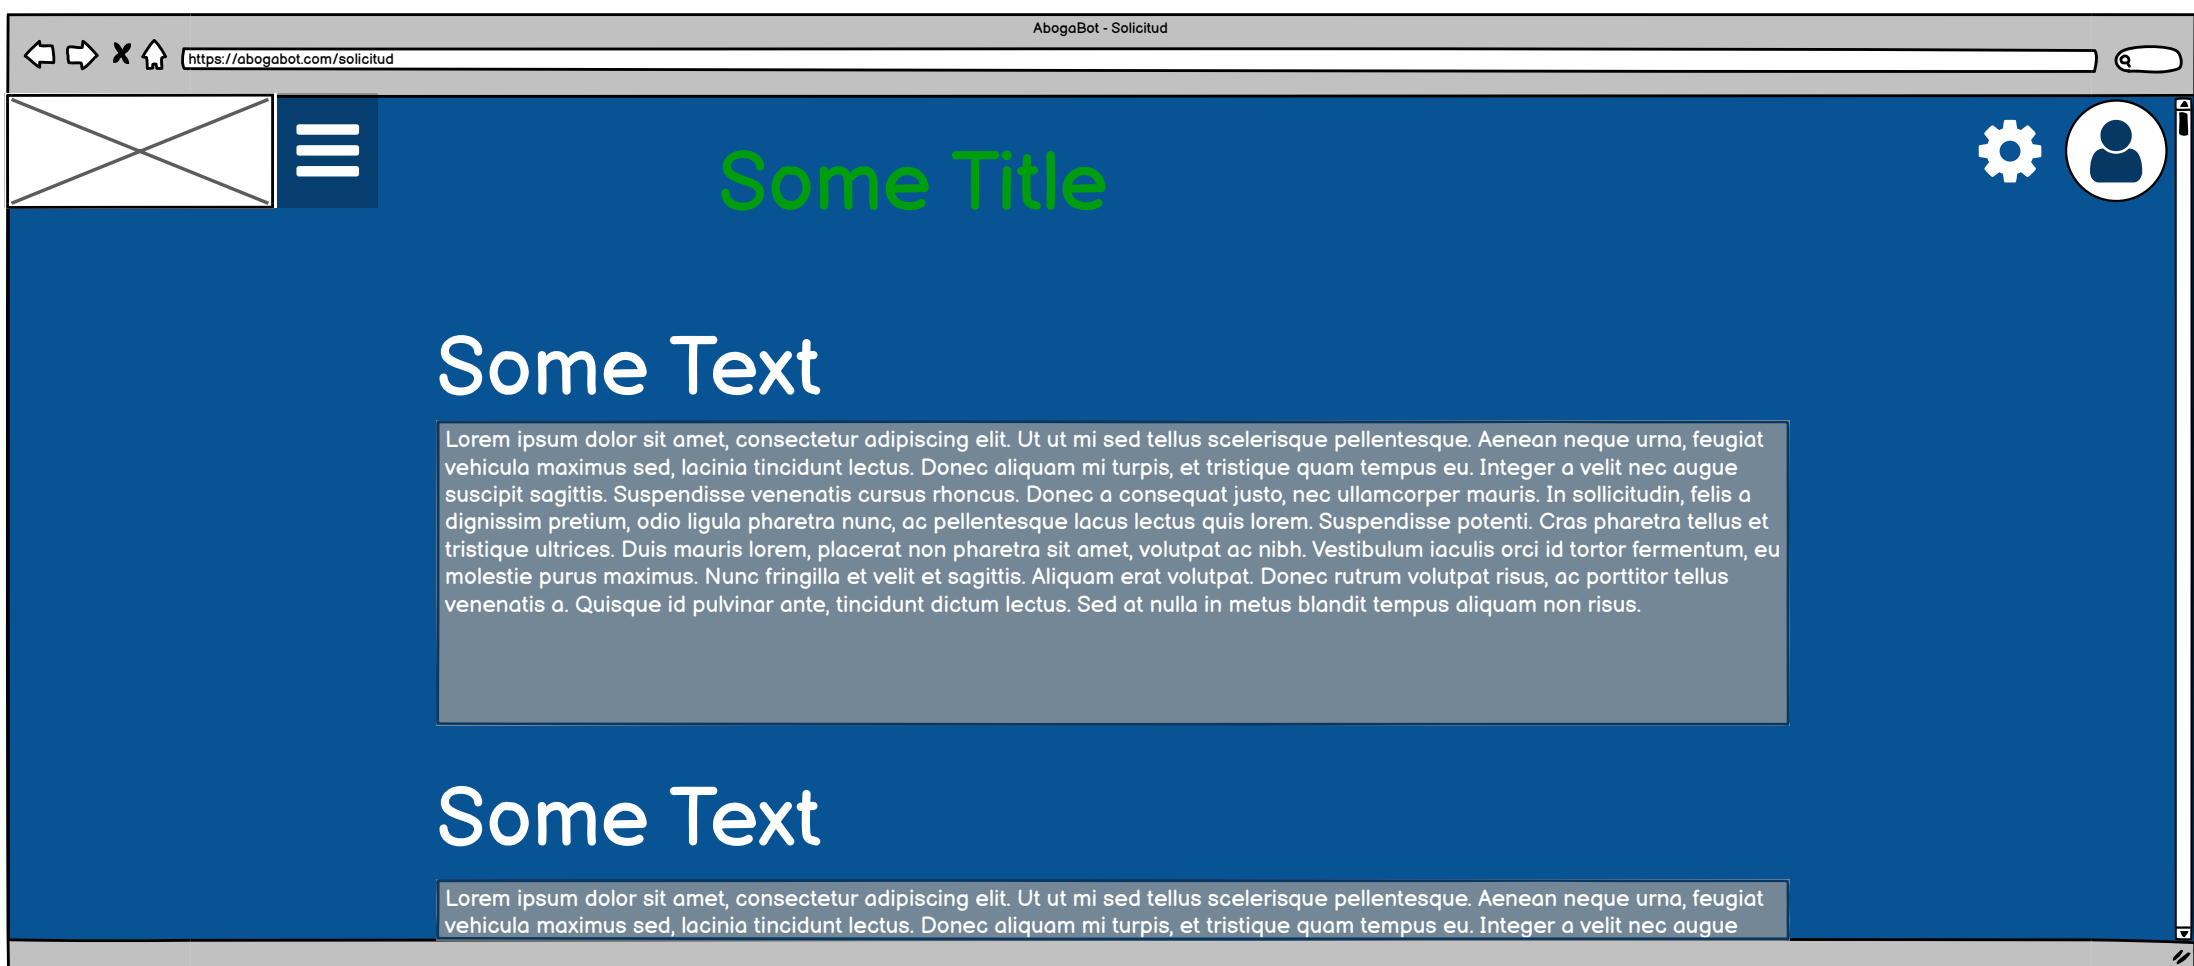 AbogaBot - Solicitud
https://abogabot.com/solicitud
Some Title
Some Text
Lorem ipsum dolor sit amet, consectetur adipiscing elit. Ut ut mi sed tellus scelerisque pellentesque. Aenean neque urna, feugiat
vehicula maximus sed, lacinia tincidunt lectus. Donec aliquam mi turpis, et tristique quam tempus eu. Integer a velit nec augue
suscipit sagittis. Suspendisse venenatis cursus rhoncus. Donec a consequat justo, nec ullamcorper mauris. In sollicitudin, felis a
dignissim pretium, odio ligula pharetra nunc, ac pellentesque lacus lectus quis lorem. Suspendisse potenti. Cras pharetra tellus et
tristique ultrices. Duis mauris lorem, placerat non pharetra sit amet, volutpat ac nibh. Vestibulum iaculis orci id tortor fermentum, eu
molestie purus maximus. Nunc fringilla et velit et sagittis. Aliquam erat volutpat. Donec rutrum volutpat risus, ac porttitor tellus
venenatis a. Quisque id pulvinar ante, tincidunt dictum lectus. Sed at nulla in metus blandit tempus aliquam non risus.
Some Text
Lorem ipsum dolor sit amet, consectetur adipiscing elit. Ut ut mi sed tellus scelerisque pellentesque. Aenean neque urna, feugiat
vehicula maximus sed, lacinia tincidunt lectus. Donec aliquam mi turpis, et tristique quam tempus eu. Integer a velit nec augue